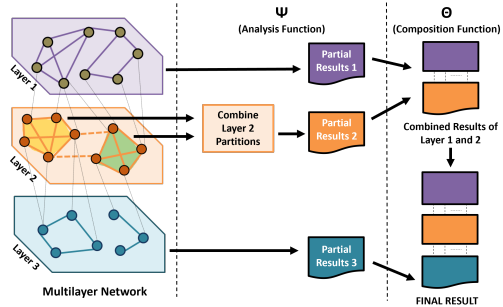 Ψ
(Analysis Function)
Θ
(Composition Function)
Layer 1
Partial
Results 1
Combine
Layer 2
Partitions
Partial
Results 2
Combined Results of
Layer 1 and 2
Layer 2
Layer 3
Partial
Results 3
Multilayer Network
FINAL RESULT